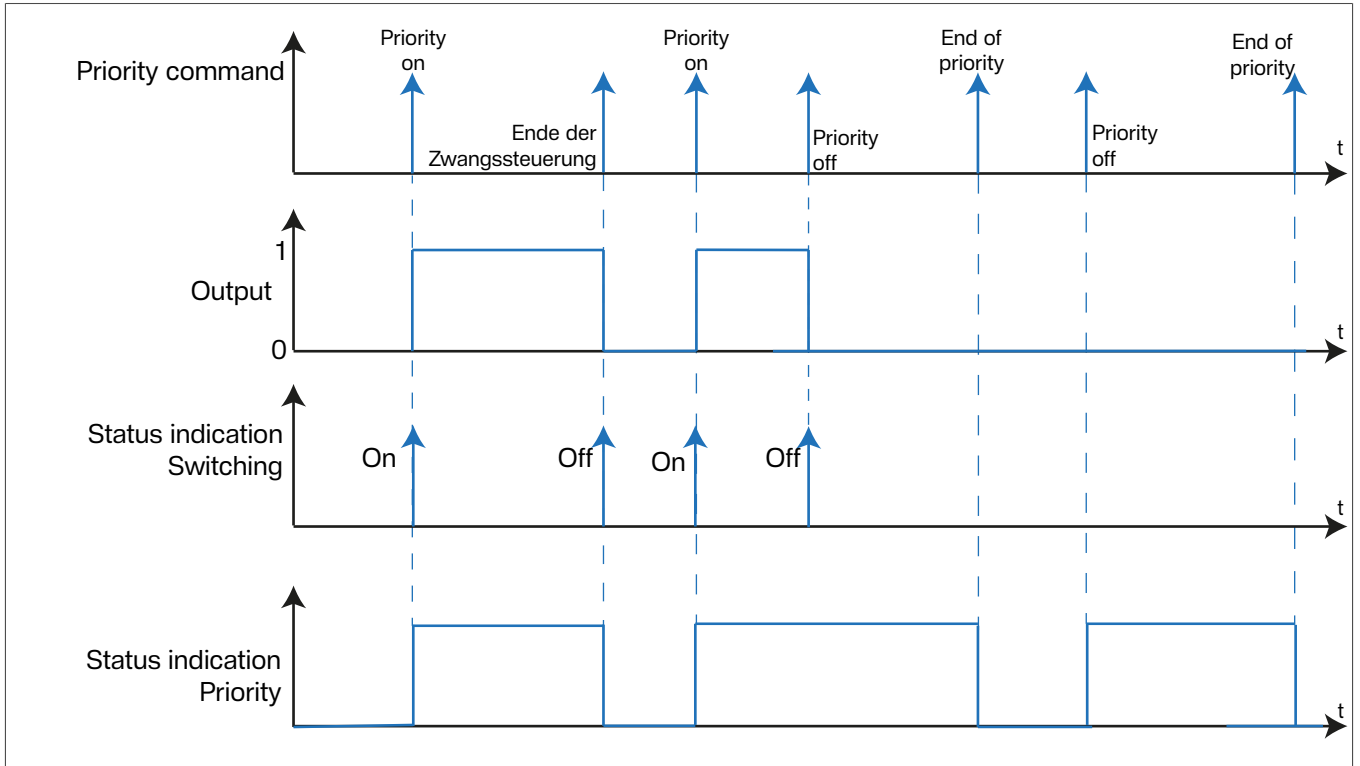 Priority command
Priority
on
Ende der
Zwangssteuerung
Priority
on
Priority
off
End of
priority
Priority
off
End of
priority
t
1
Output
0
t
Status indication
Switching
On
Off
On
Off
t
Status indication
Priority
t